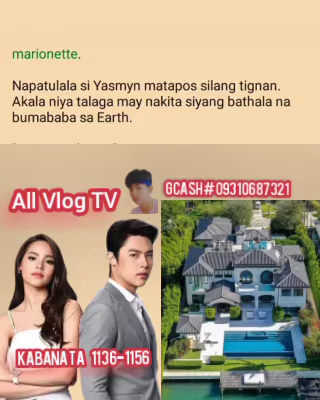 marionette.
Napatulala si Yasmyn matapos silang tignan.
Akala niya talaga may nakita siyang bathala na
bumababa sa Earth.
All Vlog TV
GCASH#09310687321
KABANATA 1136-1156